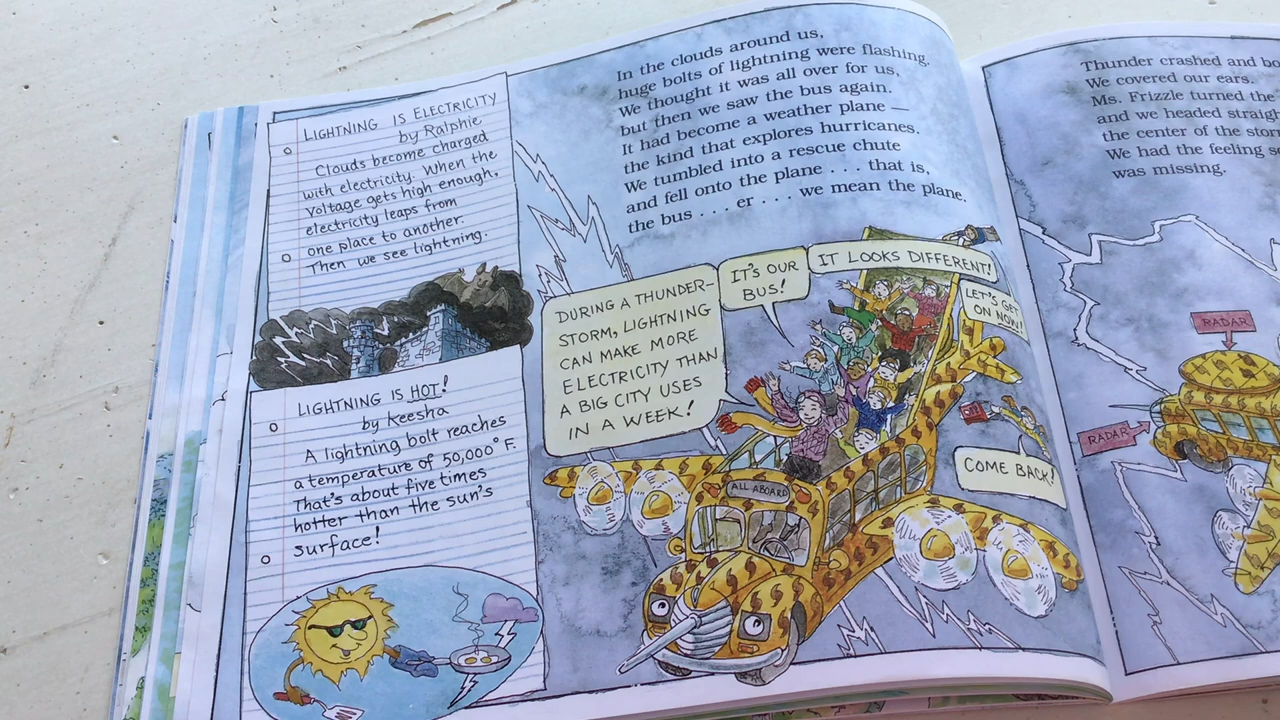 LIGHTNING IS ELECTRICITY
by Ralphie
Clouds become charged
with electricity. When the
voltage gets high enough,
electricity leaps from
one place to another.
Then we see lightning.
LIGHTNING IS HOT!
by Keesha
A lightning bolt reaches
a temperature of 50,000° F.
That's about five times
hotter than the sun's
surface!
In the clouds around us,
huge bolts of lightning were flashing.
We thought it was all over for us,
but then we saw the bus again.
It had become a weather plane —
the kind that explores hurricanes.
We tumbled into a rescue chute
and fell onto the plane . . . that is,
the bus . . . er . . . we mean the plane.
DURING A THUNDER-
STORM, LIGHTNING
CAN MAKE MORE
ELECTRICITY THAN
A BIG CITY USES
IN A WEEK!
IT'S OUR
BUS!
IT LOOKS DIFFERENT!
LET'S GET
ON NOW!
COME BACK!
ALL ABOARD
Thunder crashed and
We covered our ears.
Ms. Frizzle turned the
and we headed
the center of the
We had the feeling
was missing.
RADAR
RADAR